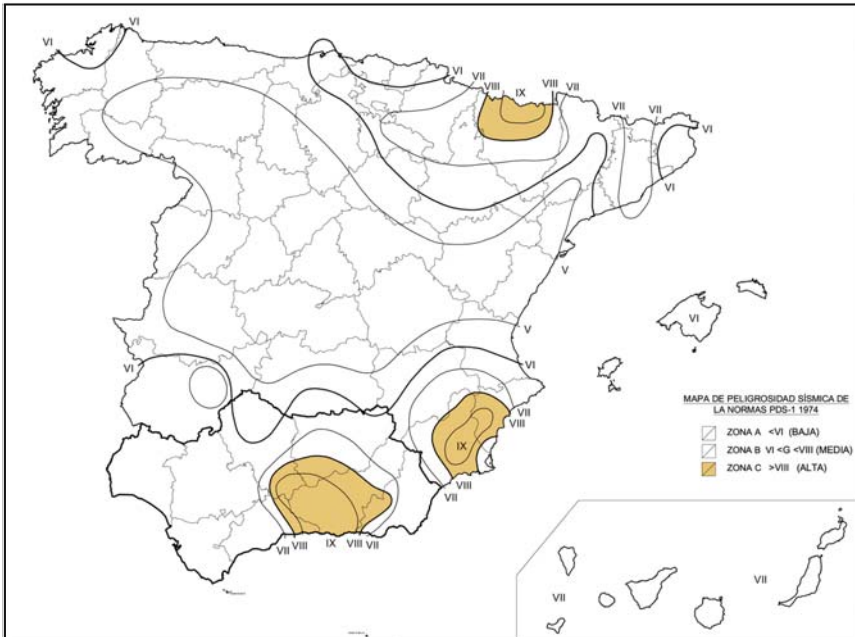 VI
VI
VI
VII
VIII
IX
VIII
VII
VII
VII
VI
VI
V
VI
V
VI
VI
VII
VIII
IX
VIII
VII
VII
VIII
IX
VIII
VII
MAPA DE PELIGROSIDAD SÍSMICA DE
LA NORMAS PDS-1 1974
ZONA A <VI (BAJA)
ZONA B VI <G <VIII (MEDIA)
ZONA C >VIII (ALTA)
VII
VII